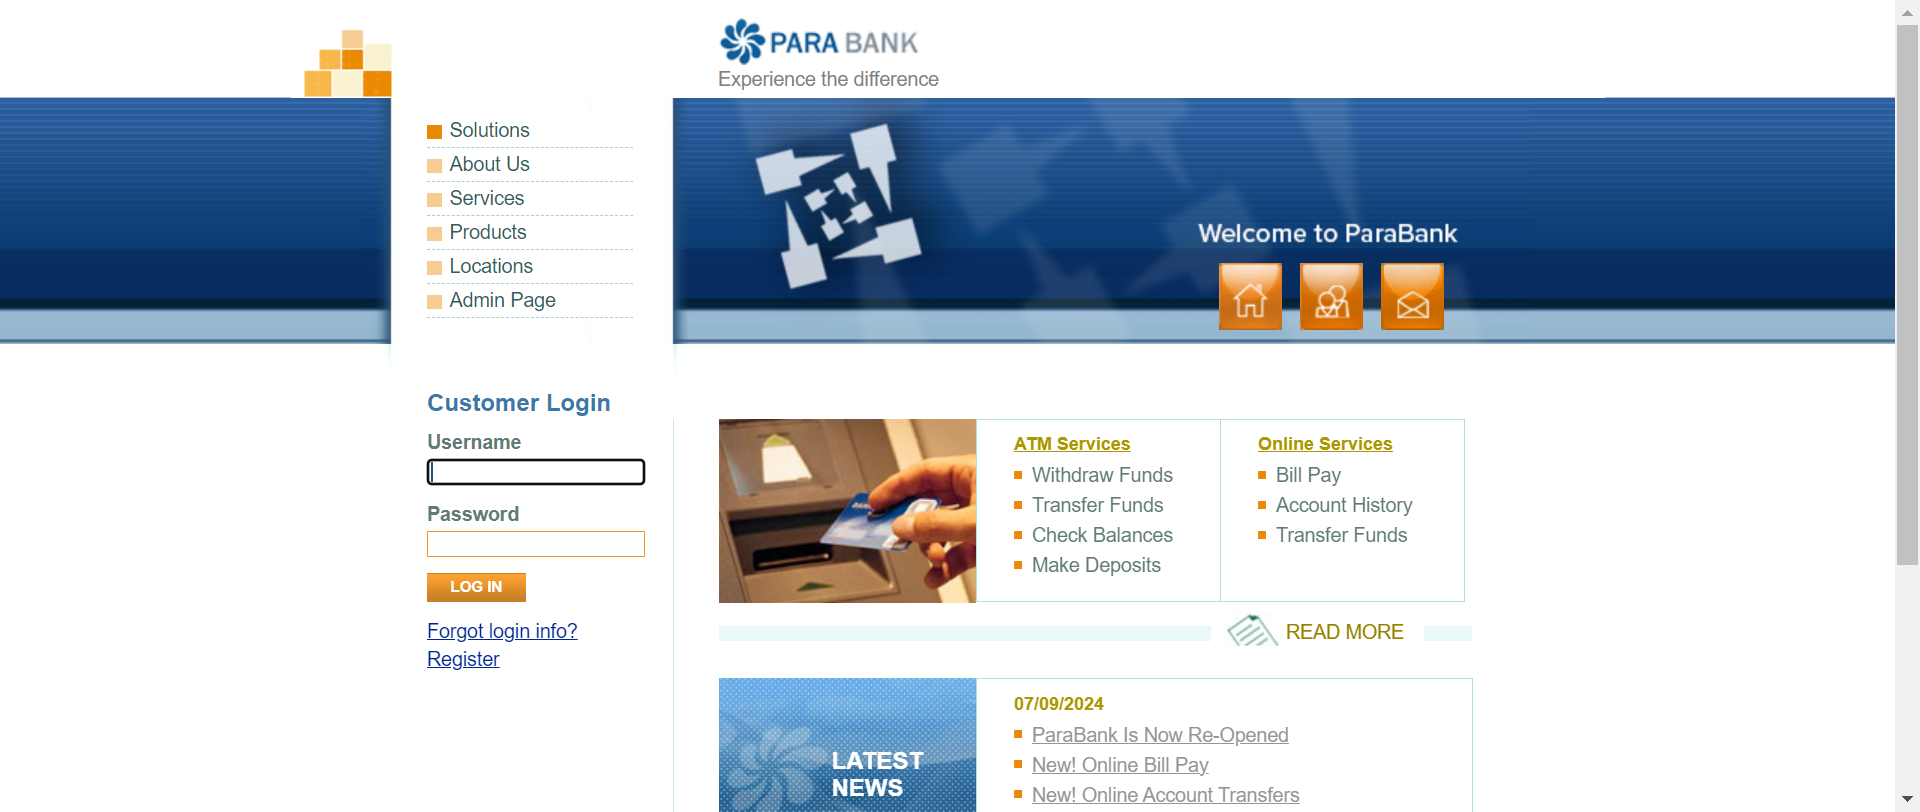 PARA BANK
Experience the difference
Solutions
About Us
Services
Products
Locations
Admin Page
Welcome to ParaBank
Customer Login
Username
Password
LOG IN
Forgot login info?
Register
ATM Services
Withdraw Funds
Transfer Funds
Check Balances
Make Deposits
Online Services
Bill Pay
Account History
Transfer Funds
READ MORE
LATEST
NEWS
07/09/2024
ParaBank Is Now Re-Opened
New! Online Bill Pay
New! Online Account Transfers